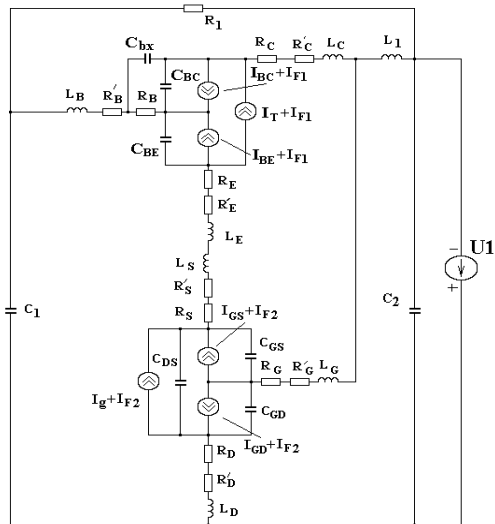 R1
Cbx
RC
R'C
LC
L1
LB
R'B
RB
CBC
IBC+IF1
IT+IF1
CBE
IBE+IF1
RE
R'E
LE
LS
R'S
RS
U1
−
+
C1
C2
IGS+IF2
CDS
CGS
RG
R'G
LG
Ig+IF2
CGD
IGD+IF2
RD
R'D
LD